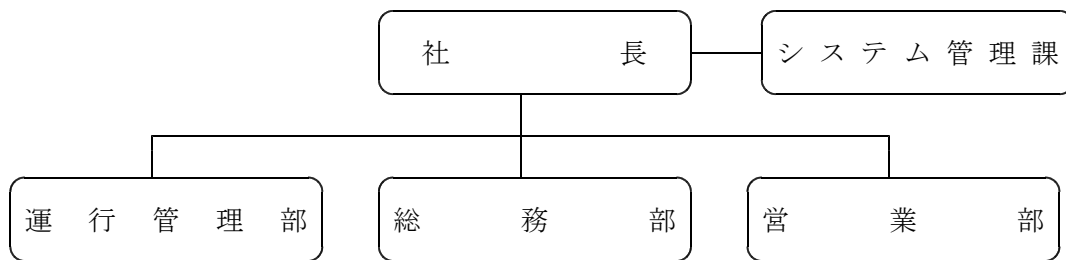 社長
システム管理課
運行管理部
総務部
営業部